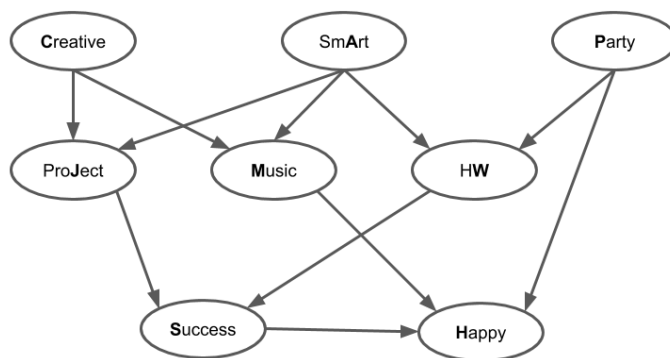 Creative
SmArt
Party
ProJect
Music
HW
Success
Happy